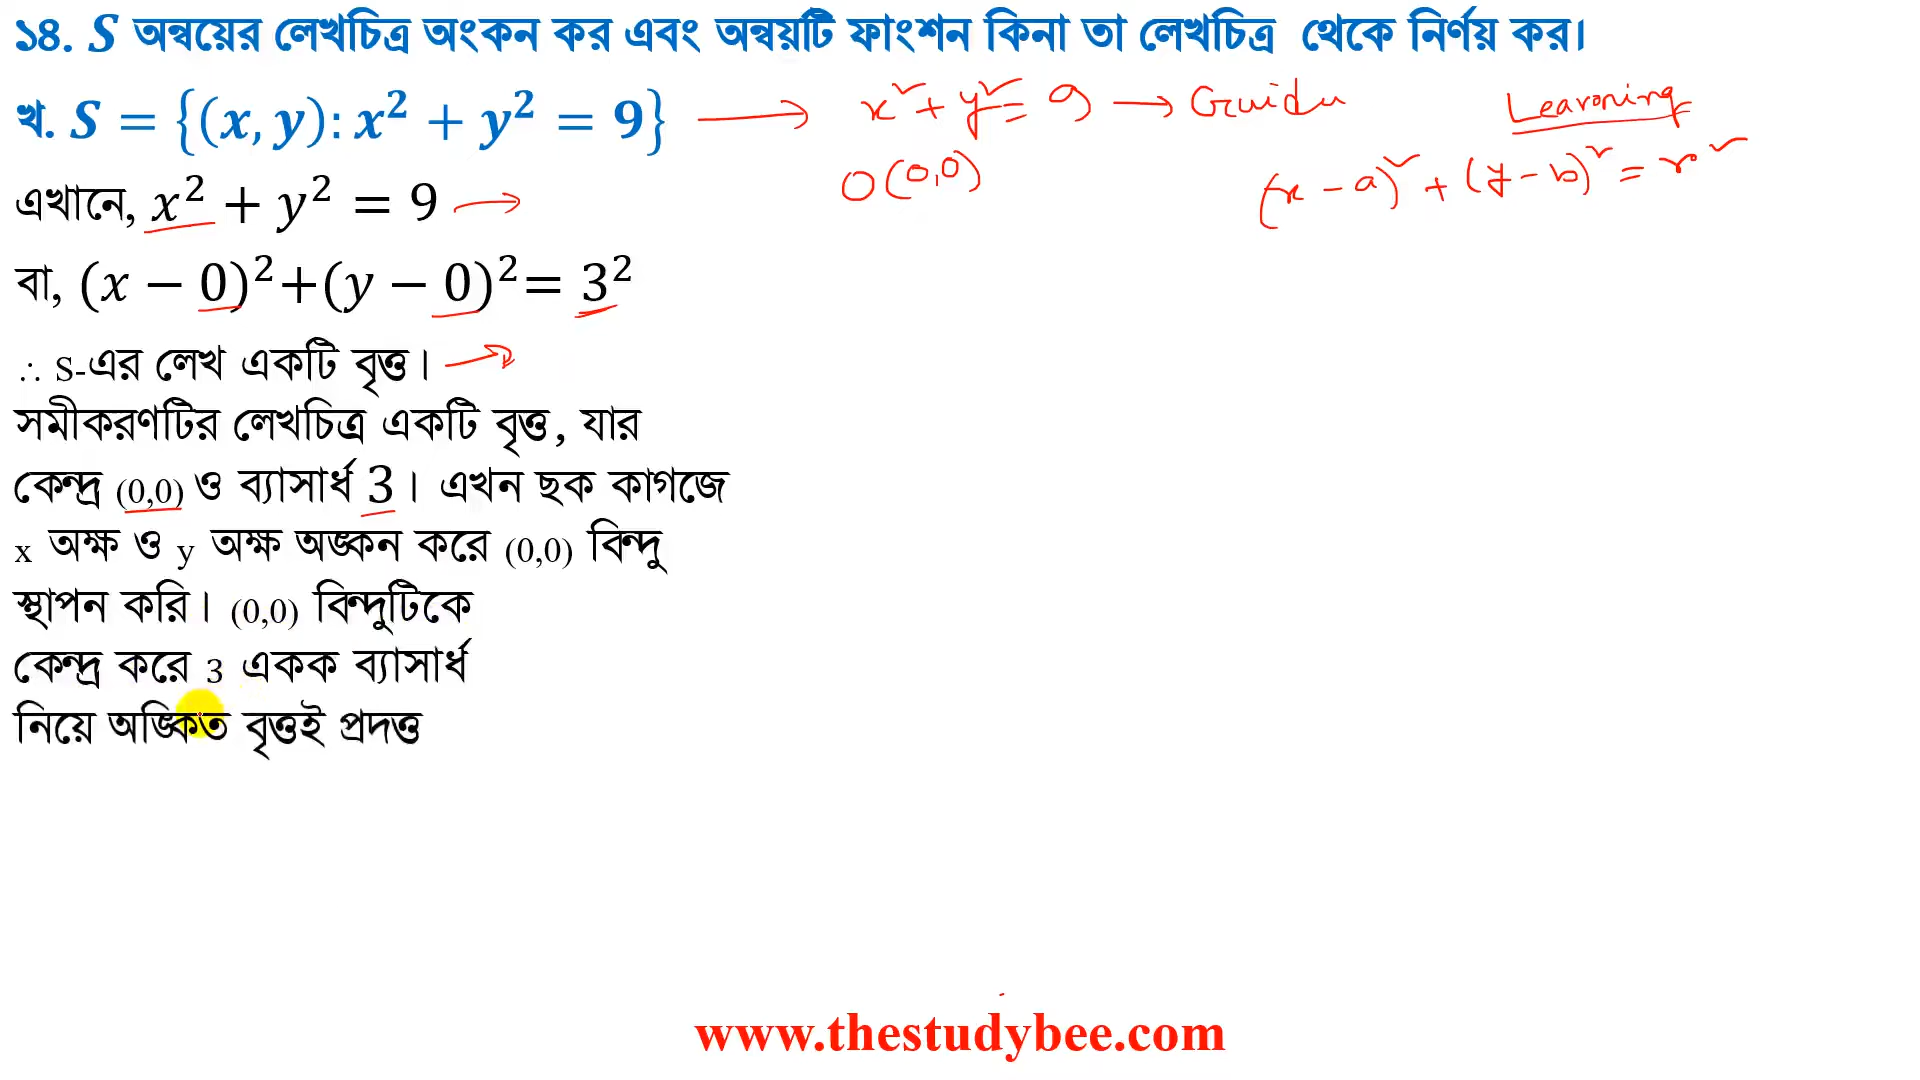 ১৪. S অন্বয়ের লেখচিত্র অংকন কর এবং অন্বয়টি ফাংশন কিনা তা লেখচিত্র থেকে নির্ণয় কর।
খ. S = {(x, y): x² + y² = 9} → x² + y² = 9 → Guidu Learoning
এখানে, x² + y² = 9 → O(0,0) (x - a)² + (y - b)² = r²
বা, (x − 0)²+(y − 0)²= 3²
∴ S-এর লেখ একটি বৃত্ত। →
সমীকরণটির লেখচিত্র একটি বৃত্ত, যার
কেন্দ্র (0,0) ও ব্যাসার্ধ 3। এখন ছক কাগজে
x অক্ষ ও y অক্ষ অঙ্কন করে (0,0) বিন্দু
স্থাপন করি। (0,0) বিন্দুটিকে
কেন্দ্র করে 3 একক ব্যাসার্ধ
নিয়ে অঙ্কিত বৃত্তই প্রদত্ত
www.thestudybee.com